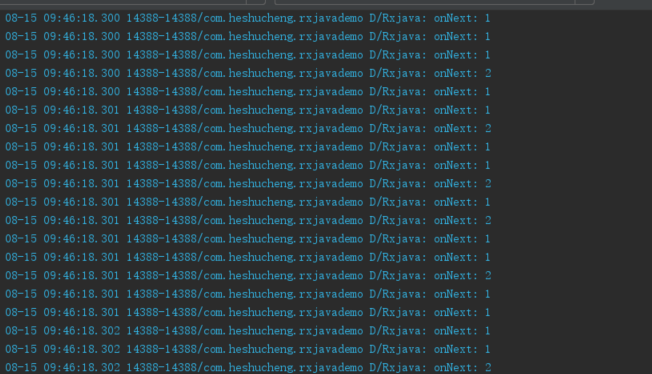 08-15 09:46:18.300 14388-14388/com.heshucheng.rxjavademo D/Rxjava: onNext: 1
08-15 09:46:18.300 14388-14388/com.heshucheng.rxjavademo D/Rxjava: onNext: 1
08-15 09:46:18.300 14388-14388/com.heshucheng.rxjavademo D/Rxjava: onNext: 1
08-15 09:46:18.300 14388-14388/com.heshucheng.rxjavademo D/Rxjava: onNext: 2
08-15 09:46:18.300 14388-14388/com.heshucheng.rxjavademo D/Rxjava: onNext: 1
08-15 09:46:18.301 14388-14388/com.heshucheng.rxjavademo D/Rxjava: onNext: 1
08-15 09:46:18.301 14388-14388/com.heshucheng.rxjavademo D/Rxjava: onNext: 2
08-15 09:46:18.301 14388-14388/com.heshucheng.rxjavademo D/Rxjava: onNext: 1
08-15 09:46:18.301 14388-14388/com.heshucheng.rxjavademo D/Rxjava: onNext: 1
08-15 09:46:18.301 14388-14388/com.heshucheng.rxjavademo D/Rxjava: onNext: 2
08-15 09:46:18.301 14388-14388/com.heshucheng.rxjavademo D/Rxjava: onNext: 1
08-15 09:46:18.301 14388-14388/com.heshucheng.rxjavademo D/Rxjava: onNext: 2
08-15 09:46:18.301 14388-14388/com.heshucheng.rxjavademo D/Rxjava: onNext: 1
08-15 09:46:18.301 14388-14388/com.heshucheng.rxjavademo D/Rxjava: onNext: 1
08-15 09:46:18.301 14388-14388/com.heshucheng.rxjavademo D/Rxjava: onNext: 2
08-15 09:46:18.301 14388-14388/com.heshucheng.rxjavademo D/Rxjava: onNext: 1
08-15 09:46:18.301 14388-14388/com.heshucheng.rxjavademo D/Rxjava: onNext: 1
08-15 09:46:18.302 14388-14388/com.heshucheng.rxjavademo D/Rxjava: onNext: 1
08-15 09:46:18.302 14388-14388/com.heshucheng.rxjavademo D/Rxjava: onNext: 1
08-15 09:46:18.302 14388-14388/com.heshucheng.rxjavademo D/Rxjava: onNext: 2